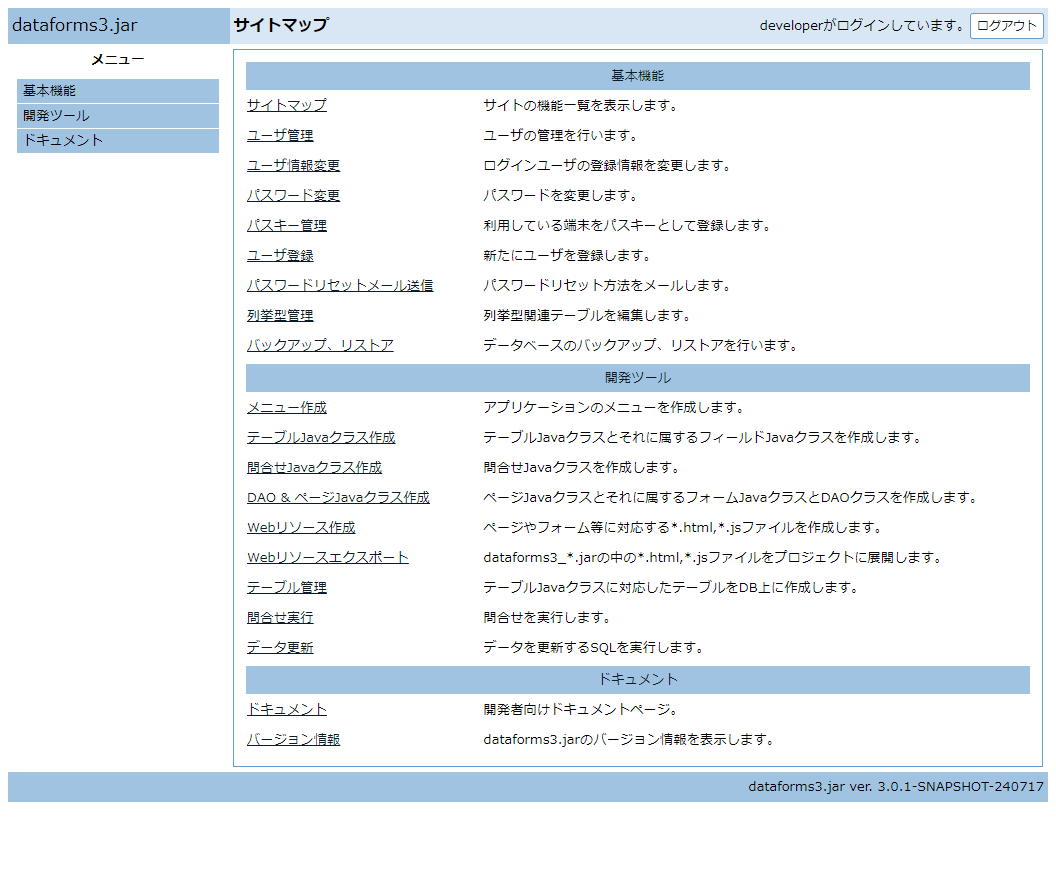 dataforms3.jar
サイトマップ
developerがログインしています。 ログアウト
メニュー
基本機能
開発ツール
ドキュメント
基本機能
サイトマップ サイトの機能一覧を表示します。
ユーザ管理 ユーザの管理を行います。
ユーザ情報変更 ログインユーザの登録情報を変更します。
パスワード変更 パスワードを変更します。
パスキー管理 利用している端末をパスキーとして登録します。
ユーザ登録 新たにユーザを登録します。
パスワードリセットメール送信 パスワードリセット方法をメールします。
列挙型管理 列挙型関連テーブルを編集します。
バックアップ、リストア データベースのバックアップ、リストアを行います。
開発ツール
メニュー作成 アプリケーションのメニューを作成します。
テーブルJavaクラス作成 テーブルJavaクラスとそれに属するフィールドJavaクラスを作成します。
問合せJavaクラス作成 問合せJavaクラスを作成します。
DAO & ページJavaクラス作成 ページJavaクラスとそれに属するフォームJavaクラスとDAOクラスを作成します。
Webリソース作成 ページやフォーム等に対応する*.html,*.jsファイルを作成します。
Webリソースエクスポート dataforms3_*.jarの中の*.html,*.jsファイルをプロジェクトに展開します。
テーブル管理 テーブルJavaクラスに対応したテーブルをDB上に作成します。
問合せ実行 問合せを実行します。
データ更新 データを更新するSQLを実行します。
ドキュメント
ドキュメント 開発者向けドキュメントページ。
バージョン情報 dataforms3.jarのバージョン情報を表示します。
dataforms3.jar ver. 3.0.1-SNAPSHOT-240717